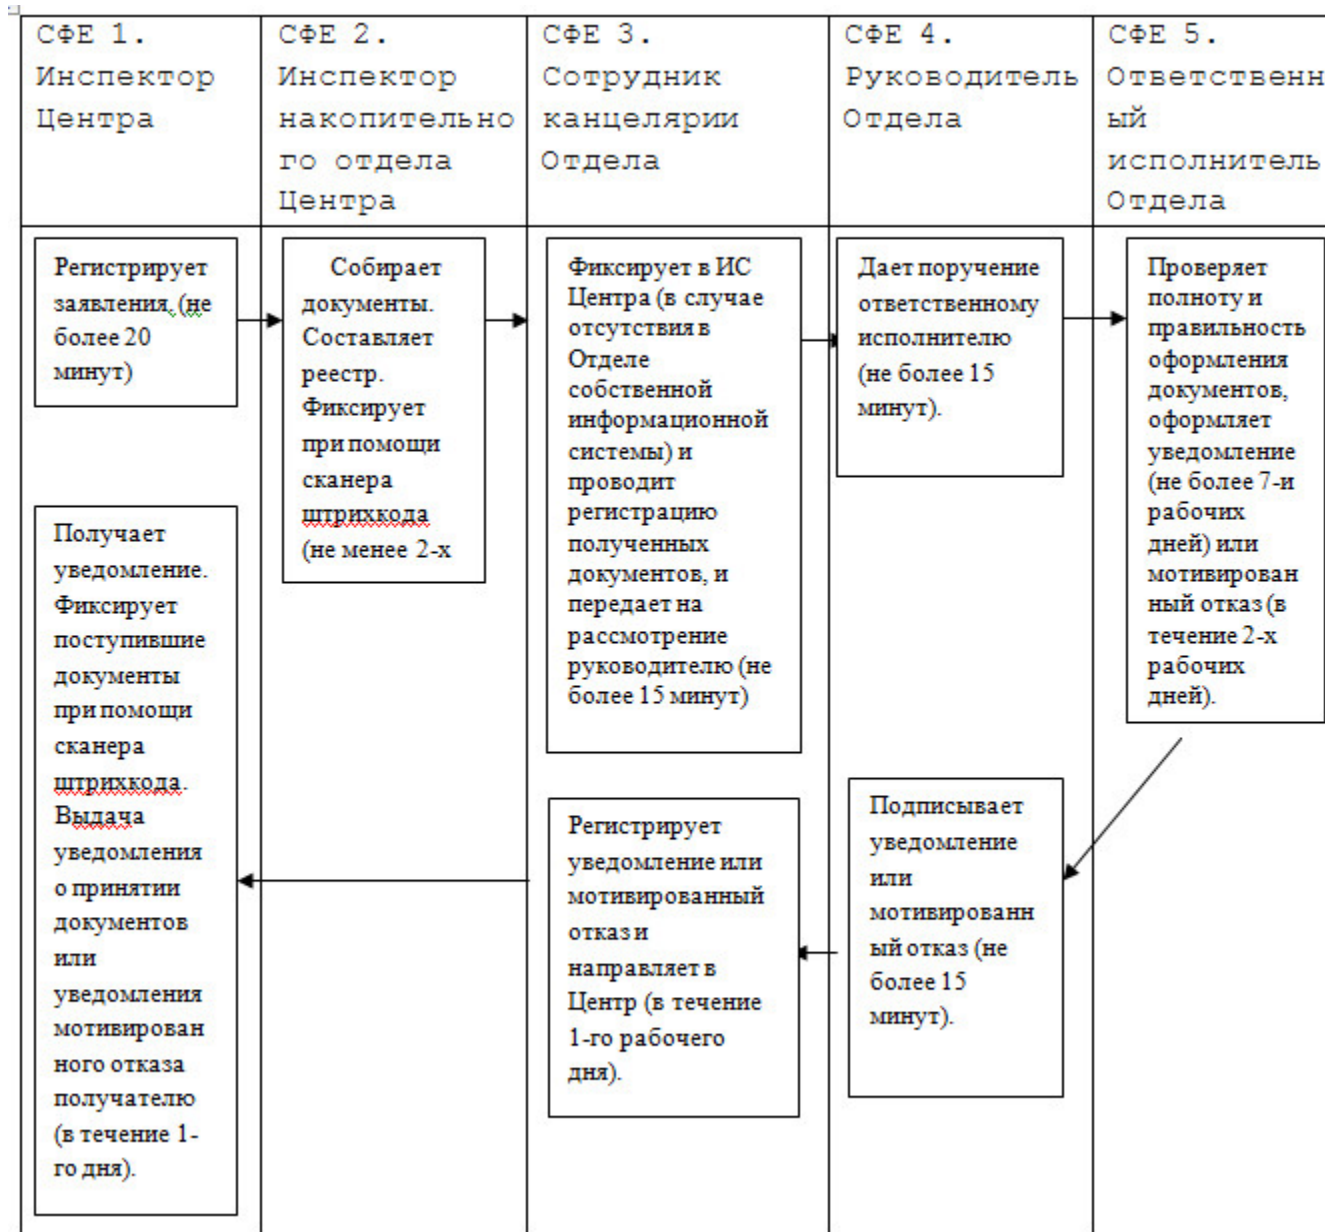 СФЕ 1.
Инспектор
Центра
СФЕ 2.
Инспектор
накопительно
го отдела
Центра
СФЕ 3.
Сотрудник
канцелярии
Отдела
СФЕ 4.
Руководитель
Отдела
СФЕ 5.
Ответственн
ый
исполнитель
Отдела
Регистрирует
заявления. (не
более 20
минут)
Собирает
документы.
Составляет
реестр.
Фиксирует
при помощи
сканера
штрихкода
(не менее 2-х
Фиксирует в ИС
Центра (в случае
отсутствия в
Отделе
собственной
информационной
системы) и
проводит
регистрацию
полученных
документов, и
передает на
рассмотрение
руководителю (не
более 15 минут)
Дает поручение
ответственному
исполнителю
(не более 15
минут).
Проверяет
полноту и
правильность
оформления
документов,
оформляет
уведомление
(не более 7-и
рабочих
дней) или
мотивирован
ный отказ (в
течение 2-х
рабочих
дней).
Подписывает
уведомление
или
мотивированн
ый отказ (не
более 15
минут).
Регистрирует
уведомление или
мотивированный
отказ и
направляет в
Центр (в течение
1-го рабочего
дня).
Получает
уведомление.
Фиксирует
поступившие
документы
при помощи
сканера
штрихкода.
Выдача
уведомления
о принятии
документов
или
уведомления
мотивирован
ного отказа
получателю
(в течение 1-
го дня).